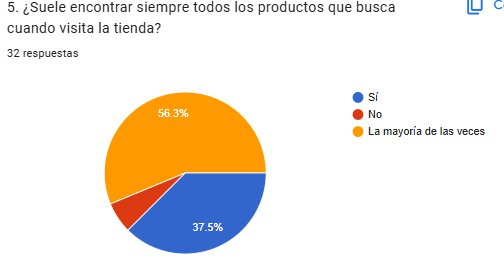 5. ¿Suele encontrar siempre todos los productos que busca
cuando visita la tienda?
32 respuestas
56.3%
37.5%
Sí
No
La mayoría de las veces